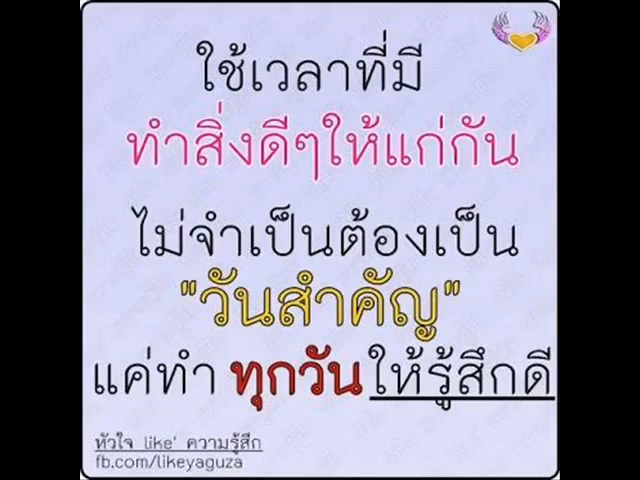 ใช้เวลาที่มี
ทำสิ่งดีๆให้แก่กัน
ไม่จำเป็นต้องเป็น
"วันสำคัญ"
แค่ทำ ทุกวัน ให้รู้สึกดี
หัวใจ like' ความรู้สึก
fb.com/likeyaguza